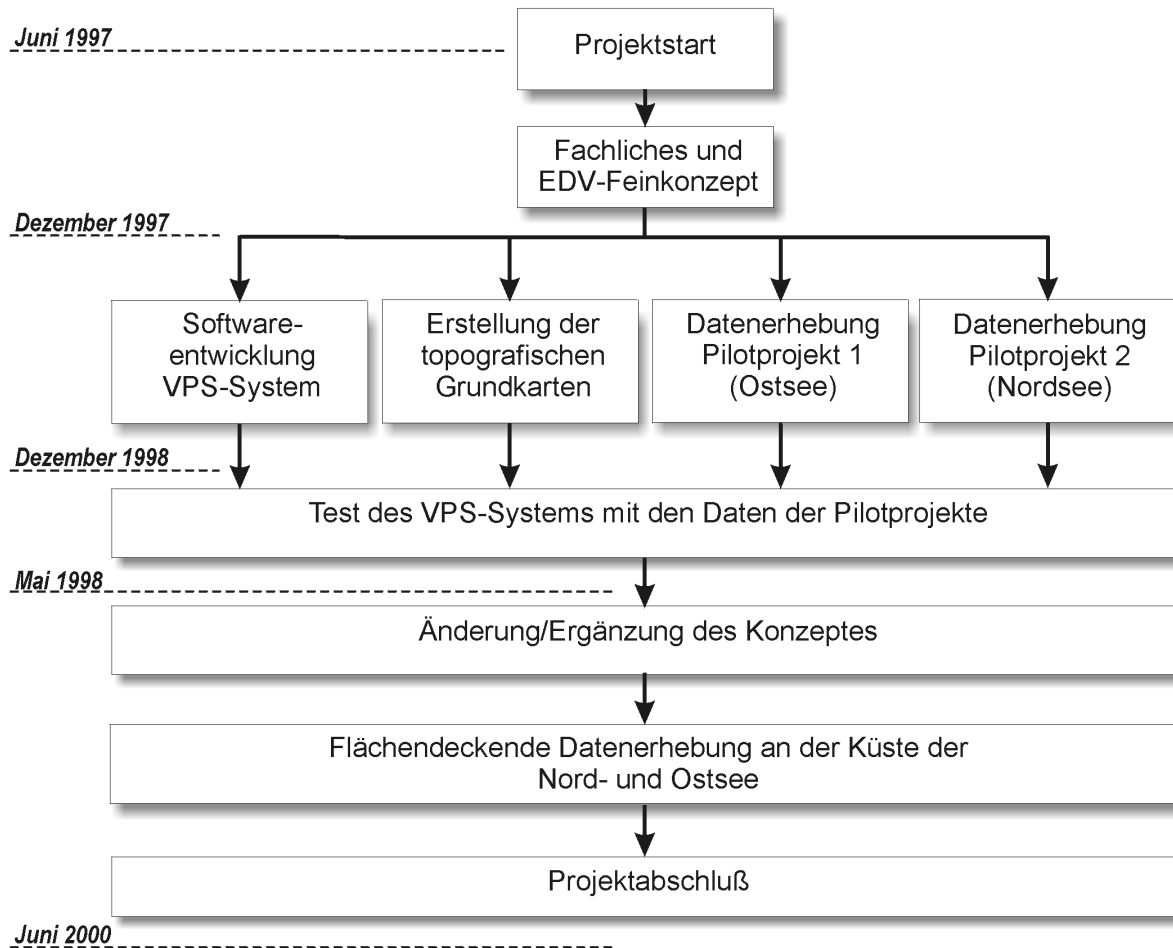 Juni 1997
Projektstart
Fachliches und
EDV-Feinkonzept
Dezember 1997
Software-
entwicklung
VPS-System
Erstellung der
topografischen
Grundkarten
Datenerhebung
Pilotprojekt 1
(Ostsee)
Datenerhebung
Pilotprojekt 2
(Nordsee)
Dezember 1998
Test des VPS-Systems mit den Daten der Pilotprojekte
Mai 1998
Änderung/Ergänzung des Konzeptes
Flächendeckende Datenerhebung an der Küste der
Nord- und Ostsee
Projektabschluß
Juni 2000